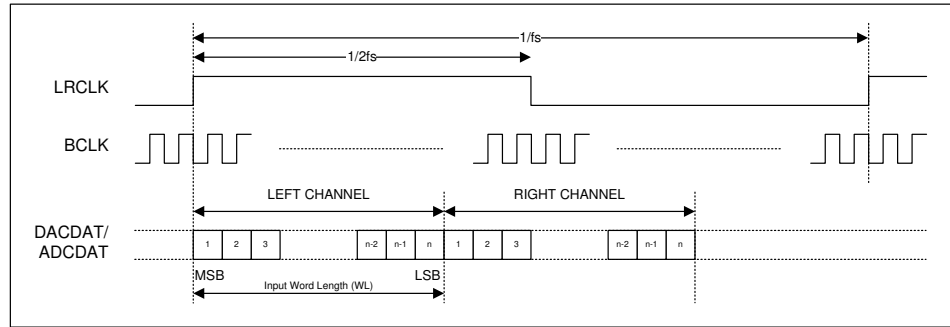 1/fs
1/2fs
LRCLK
BCLK
LEFT CHANNEL RIGHT CHANNEL
DACDAT/
ADCDAT
1 2 3 n-2 n-1 n 1 2 3 n-2 n-1 n
MSB LSB
Input Word Length (WL)